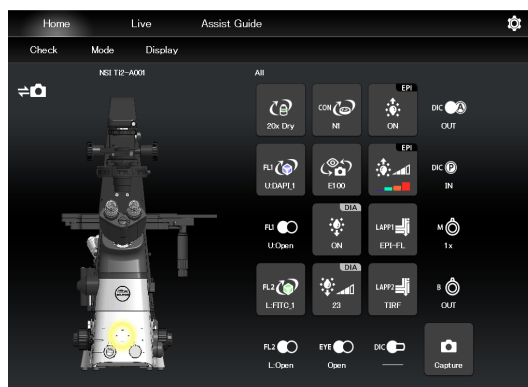 Home Live Assist Guide
Check Mode Display
NSI Ti2-A001
All
EPI
CON
DIC A
20x Dry N1 ON OUT
EPI
FL1
DIC P
U:DAPI_1 E100 IN
DIA
FL1 LAPP1 M
U:Open ON EPI-FL 1x
DIA
FL2 LAPP2 B
L:FITC_1 23 TIRF OUT
FL2 EYE DIC
L:Open Open Capture